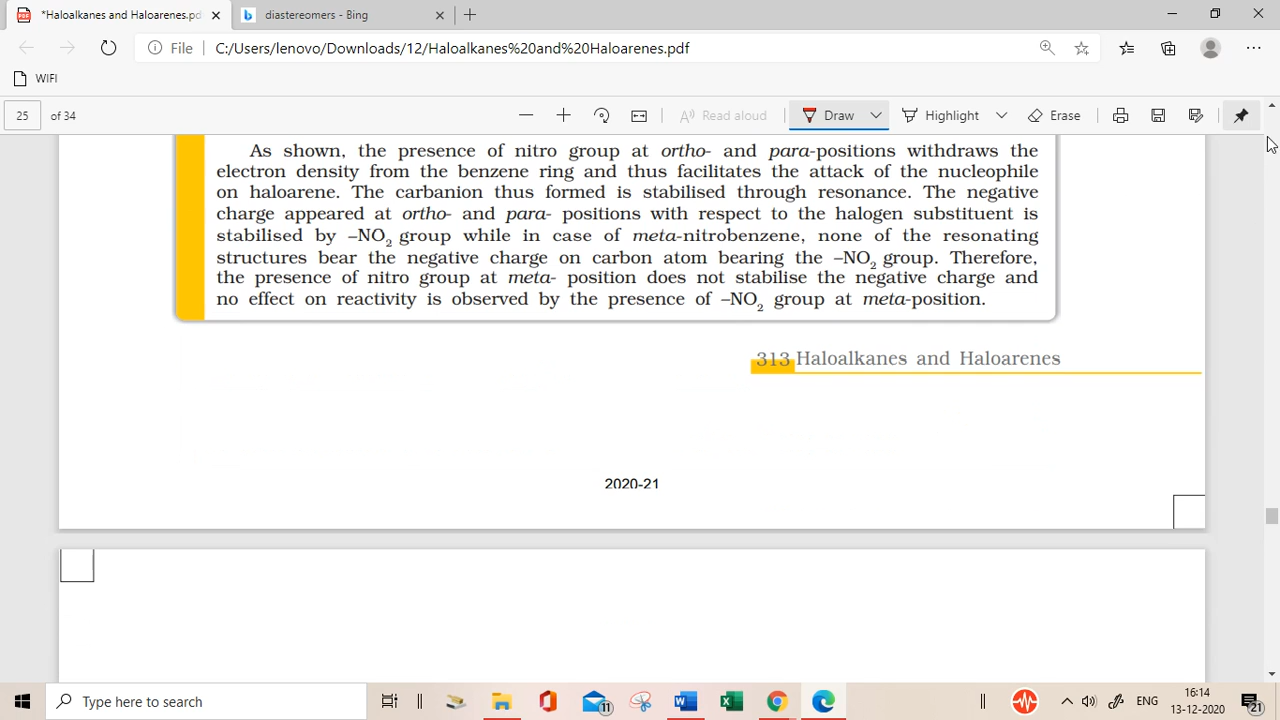 *Haloalkanes and Haloarenes.pd
diastereomers - Bing
File
C:/Users/lenovo/Downloads/12/Haloalkanes%20and%20Haloarenes.pdf
WIFI
25 of 34
Read aloud
Draw
Highlight
Erase
As shown, the presence of nitro group at ortho- and para-positions withdraws the
electron density from the benzene ring and thus facilitates the attack of the nucleophile
on haloarene. The carbanion thus formed is stabilised through resonance. The negative
charge appeared at ortho- and para- positions with respect to the halogen substituent is
stabilised by –NO2 group while in case of meta-nitrobenzene, none of the resonating
structures bear the negative charge on carbon atom bearing the –NO2 group. Therefore,
the presence of nitro group at meta- position does not stabilise the negative charge and
no effect on reactivity is observed by the presence of –NO2 group at meta-position.
313 Haloalkanes and Haloarenes
2020-21
Type here to search
11
ENG
16:14
13-12-2020
21